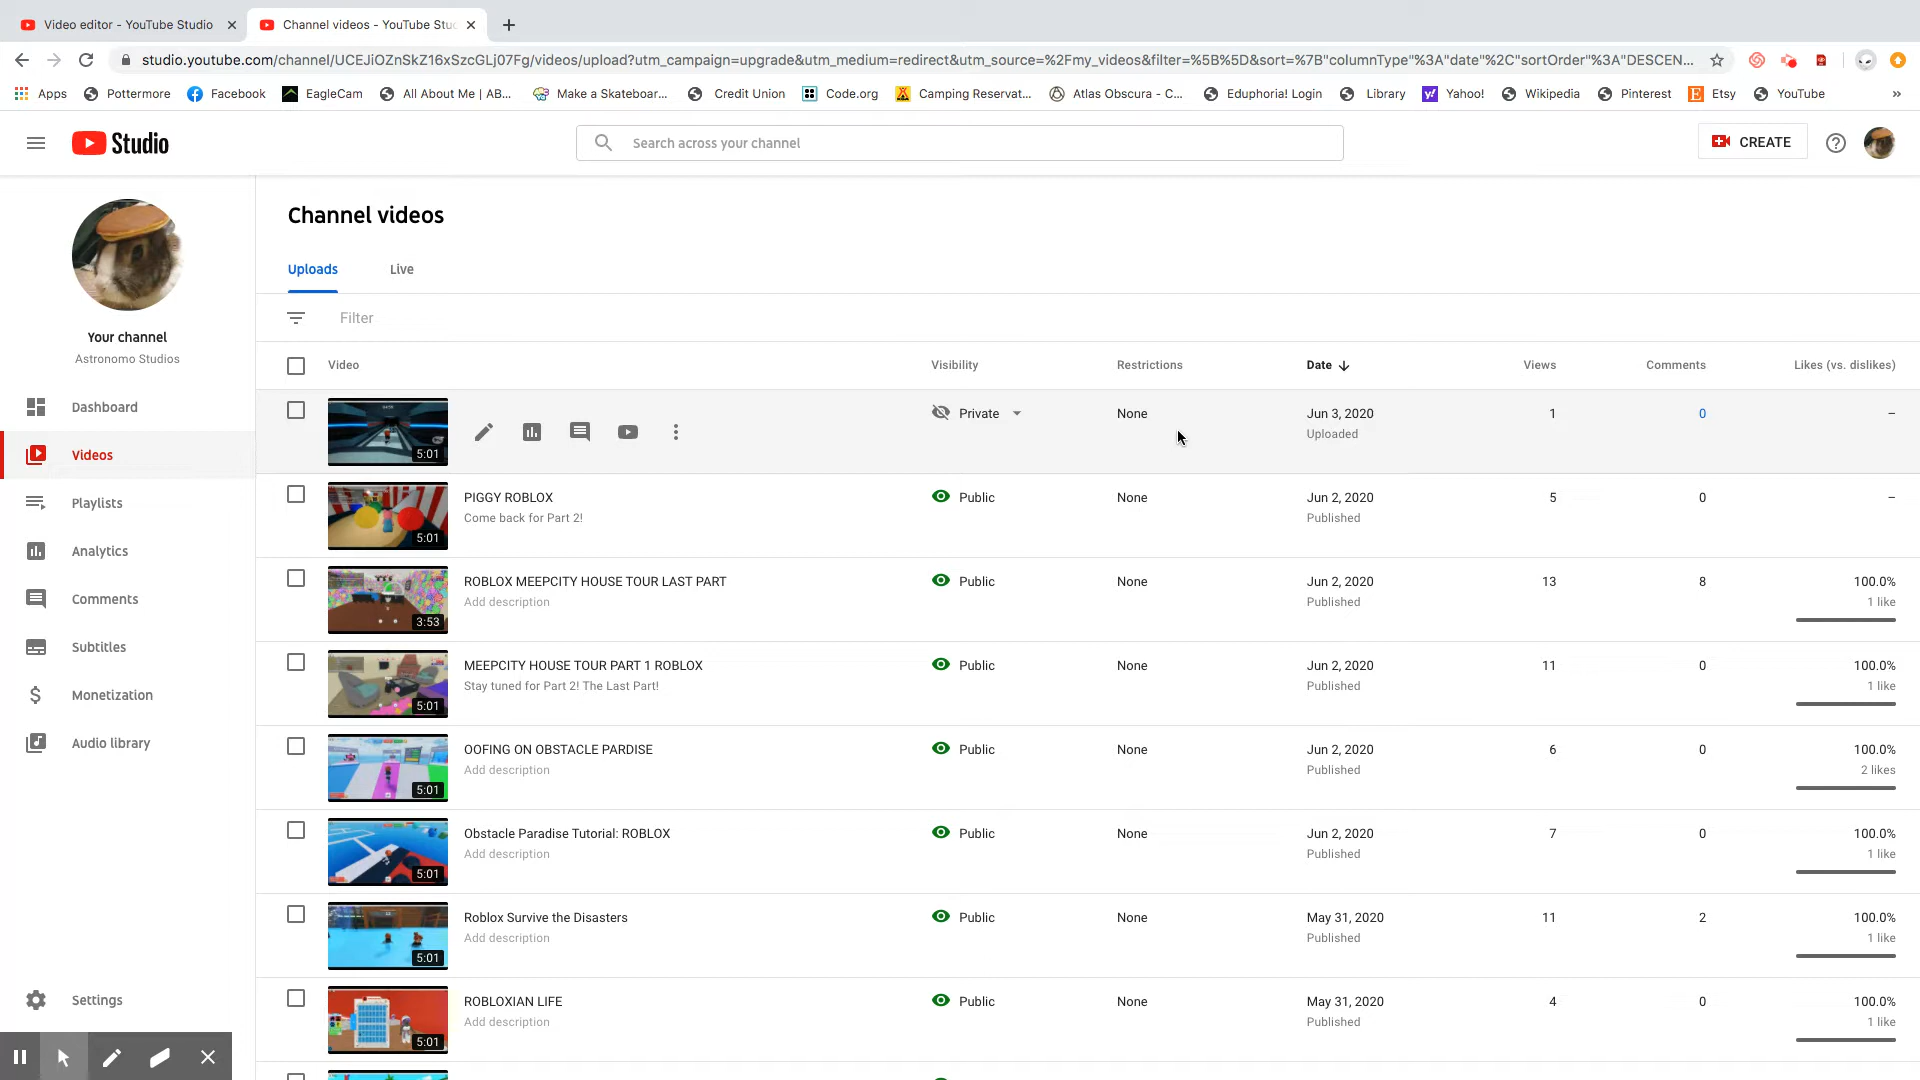 Video editor - YouTube Studio
Channel videos - YouTube Stu
studio.youtube.com/channel/UCEJiOZnSkZ16xSzcGLj07Fg/videos/upload?utm_campaign=upgrade&utm_medium=redirect&utm_source=%2Fmy_videos&filter=%5B%5D&sort=%7B"columnType"%3A"date"%2C"sortOrder"%3A"DESCEN...
Apps Pottermore Facebook EagleCam All About Me | AB... Make a Skateboar... Credit Union Code.org Camping Reservat... Atlas Obscura - C... Eduphoria! Login Library Yahoo! Wikipedia Pinterest Etsy YouTube »
Studio
Search across your channel
CREATE
Your channel
Astronomo Studios
Dashboard
Videos
Playlists
Analytics
Comments
Subtitles
Monetization
Audio library
Settings
Channel videos
Uploads Live
Filter
Video Visibility Restrictions Date Views Comments Likes (vs. dislikes)
5:01 Private None Jun 3, 2020 1 0 –
Uploaded
PIGGY ROBLOX Public None Jun 2, 2020 5 0 –
Come back for Part 2! Published
5:01
ROBLOX MEEPCITY HOUSE TOUR LAST PART Public None Jun 2, 2020 13 8 100.0%
Add description Published 1 like
3:53
MEEPCITY HOUSE TOUR PART 1 ROBLOX Public None Jun 2, 2020 11 0 100.0%
Stay tuned for Part 2! The Last Part! Published 1 like
5:01
OOFING ON OBSTACLE PARDISE Public None Jun 2, 2020 6 0 100.0%
Add description Published 2 likes
5:01
Obstacle Paradise Tutorial: ROBLOX Public None Jun 2, 2020 7 0 100.0%
Add description Published 1 like
5:01
Roblox Survive the Disasters Public None May 31, 2020 11 2 100.0%
Add description Published 1 like
5:01
ROBLOXIAN LIFE Public None May 31, 2020 4 0 100.0%
Add description Published 1 like
5:01